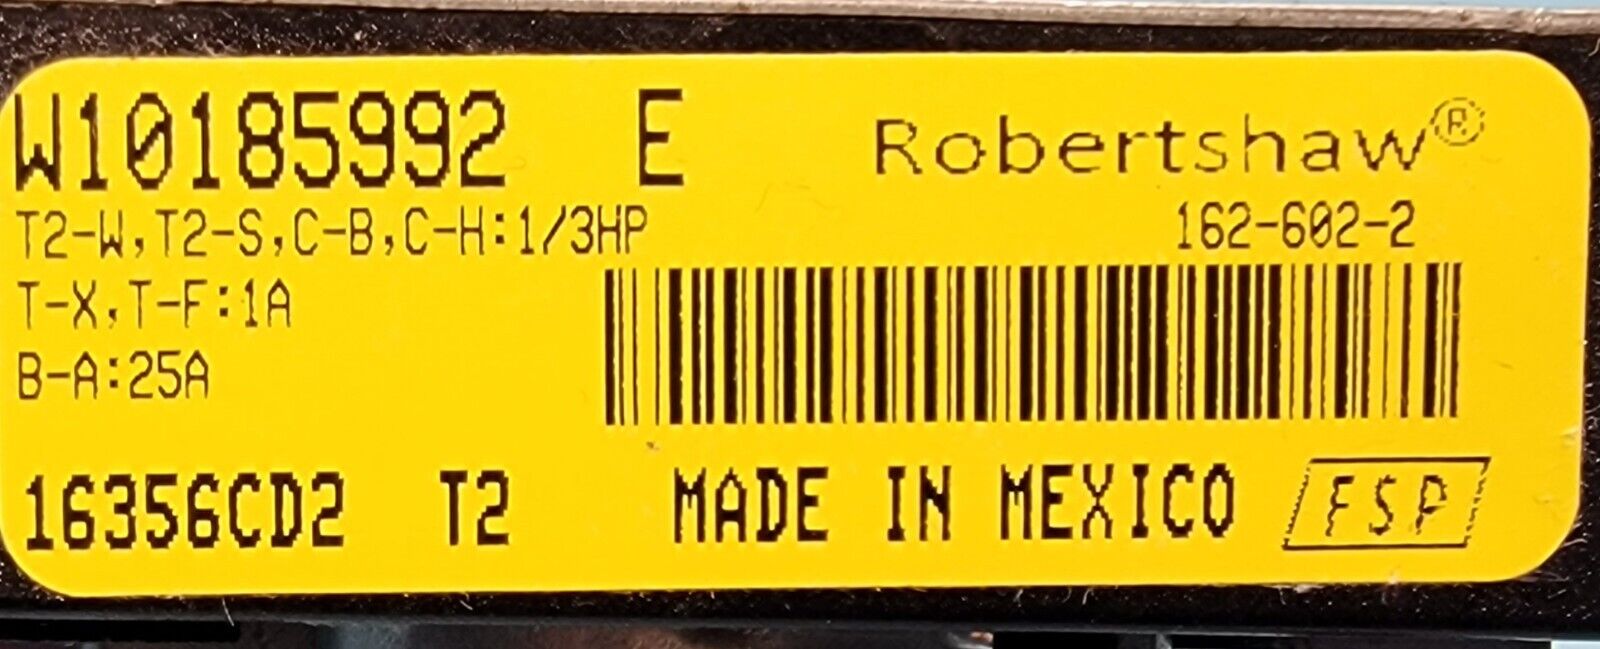 W10185992 E Robertshaw®
T2-W,T2-S,C-B,C-H:1/3HP 162-602-2
T-X,T-F:1A
B-A:25A
16356CD2 T2 MADE IN MEXICO FSP